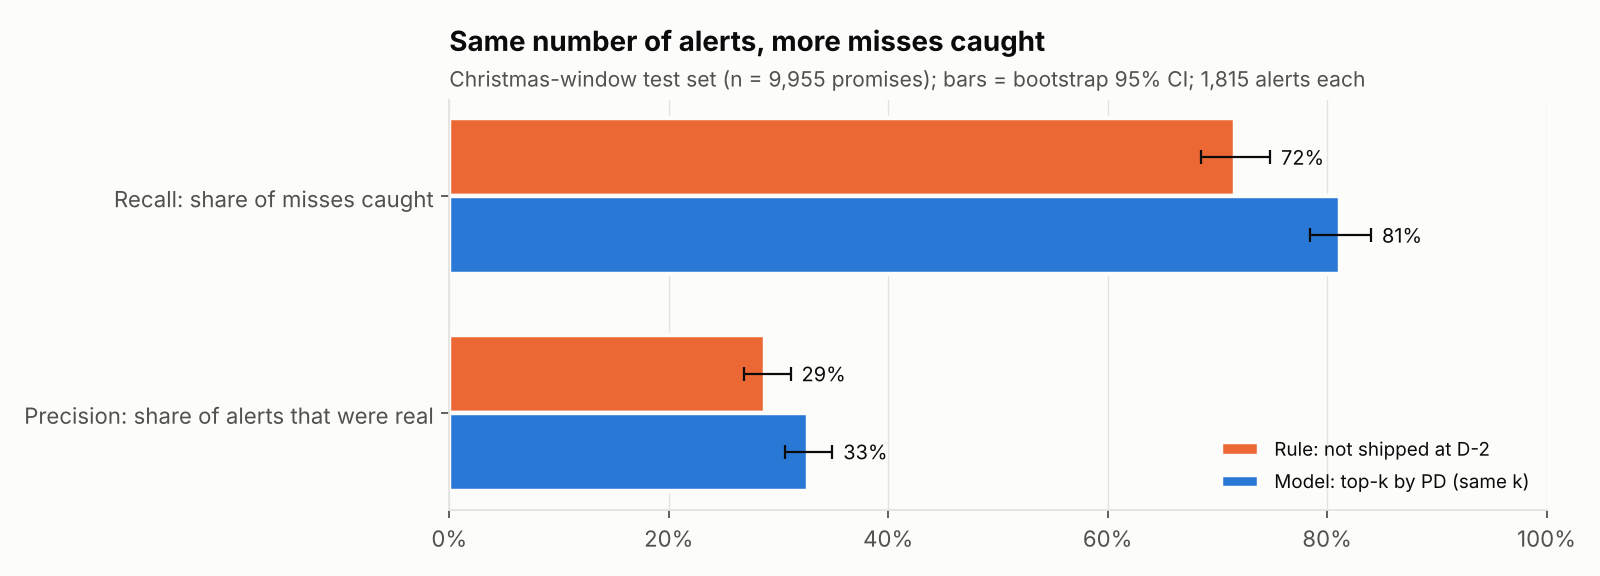 Same number of alerts, more misses caught
Christmas-window test set (n = 9,955 promises); bars = bootstrap 95% CI; 1,815 alerts each
72%
Recall: share of misses caught
81%
29%
Precision: share of alerts that were real
33%
Rule: not shipped at D-2
Model: top-k by PD (same k)
0% 20% 40% 60% 80% 100%